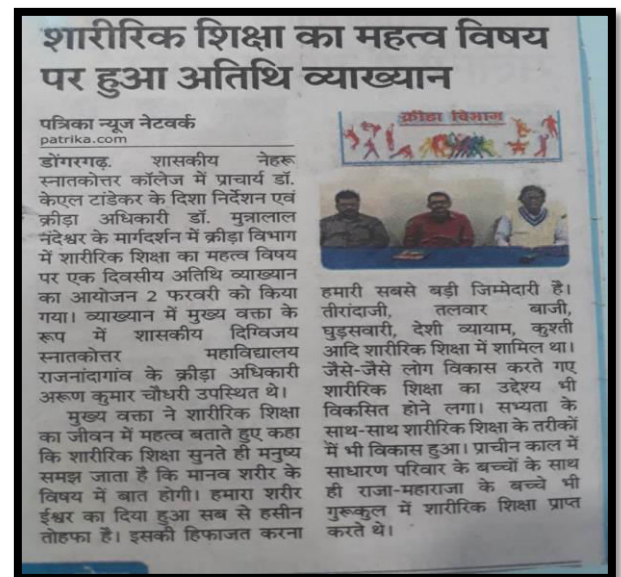 शारीरिक शिक्षा का महत्व विषय
पर हुआ अतिथि व्याख्यान
पत्रिका न्यूज नेटवर्क
patrika.com
डोंगरगढ़. शासकीय नेहरू
स्नातकोत्तर कॉलेज में प्राचार्य डॉ.
केएल टांडेकर के दिशा निर्देशन एवं
क्रीड़ा अधिकारी डॉ. मुन्नालाल
नंदेश्वर के मार्गदर्शन में क्रीड़ा विभाग
में शारीरिक शिक्षा का महत्व विषय
पर एक दिवसीय अतिथि व्याख्यान
का आयोजन 2 फरवरी को किया
गया। व्याख्यान में मुख्य वक्ता के
रूप में शासकीय दिग्विजय
स्नातकोत्तर महाविद्यालय
राजनांदागांव के क्रीड़ा अधिकारी
अरूण कुमार चौधरी उपस्थित थे।
मुख्य वक्ता ने शारीरिक शिक्षा
का जीवन में महत्व बताते हुए कहा
कि शारीरिक शिक्षा सुनते ही मनुष्य
समझ जाता है कि मानव शरीर के
विषय में बात होगी। हमारा शरीर
ईश्वर का दिया हुआ सब से हसीन
तोहफा है। इसकी हिफाजत करना
क्रीड़ा विभाग
हमारी सबसे बड़ी जिम्मेदारी है।
तीरांदाजी, तलवार बाजी,
घुड़सवारी, देशी व्यायाम, कुश्ती
आदि शारीरिक शिक्षा में शामिल था।
जैसे-जैसे लोग विकास करते गए
शारीरिक शिक्षा का उद्देश्य भी
विकसित होने लगा। सभ्यता के
साथ-साथ शारीरिक शिक्षा के तरीकों
में भी विकास हुआ। प्राचीन काल में
साधारण परिवार के बच्चों के साथ
ही राजा-महाराजा के बच्चे भी
गुरूकुल में शारीरिक शिक्षा प्राप्त
करते थे।